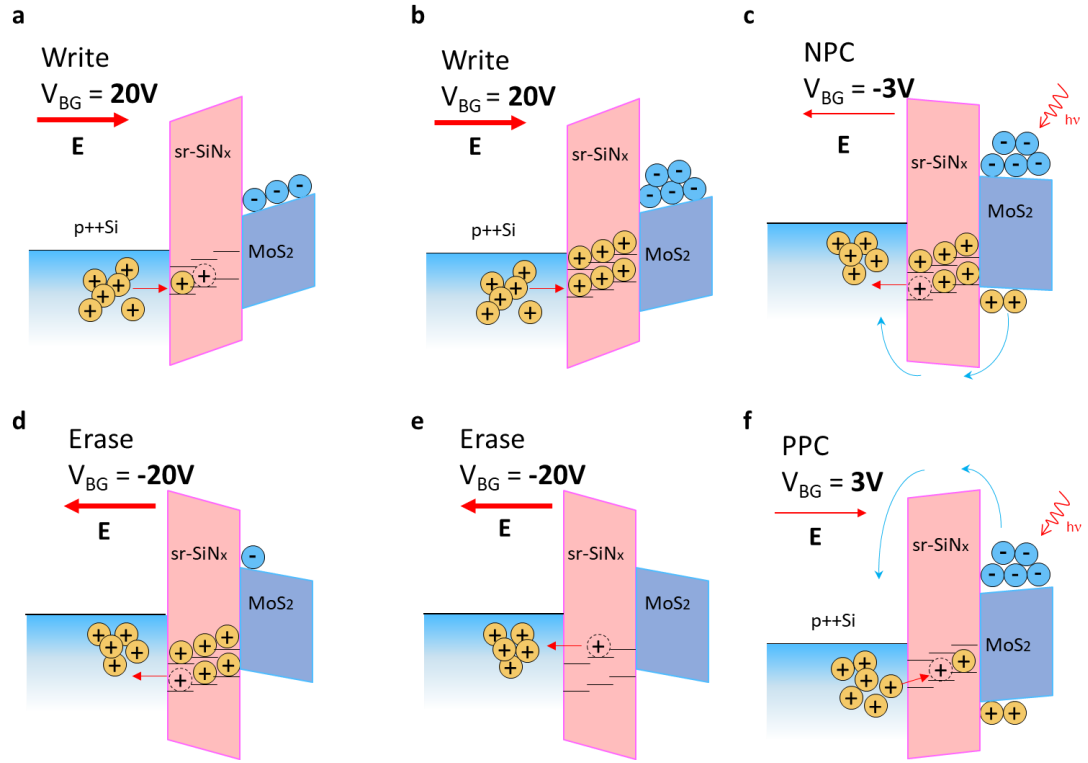 a
Write
V_BG = 20V
E
sr-SiNx
p++Si
MoS2
b
Write
V_BG = 20V
E
sr-SiNx
p++Si
MoS2
c
NPC
V_BG = -3V
E
hν
sr-SiNx
MoS2
d
Erase
V_BG = -20V
E
sr-SiNx
MoS2
e
Erase
V_BG = -20V
E
sr-SiNx
MoS2
f
PPC
V_BG = 3V
E
hν
sr-SiNx
p++Si
MoS2